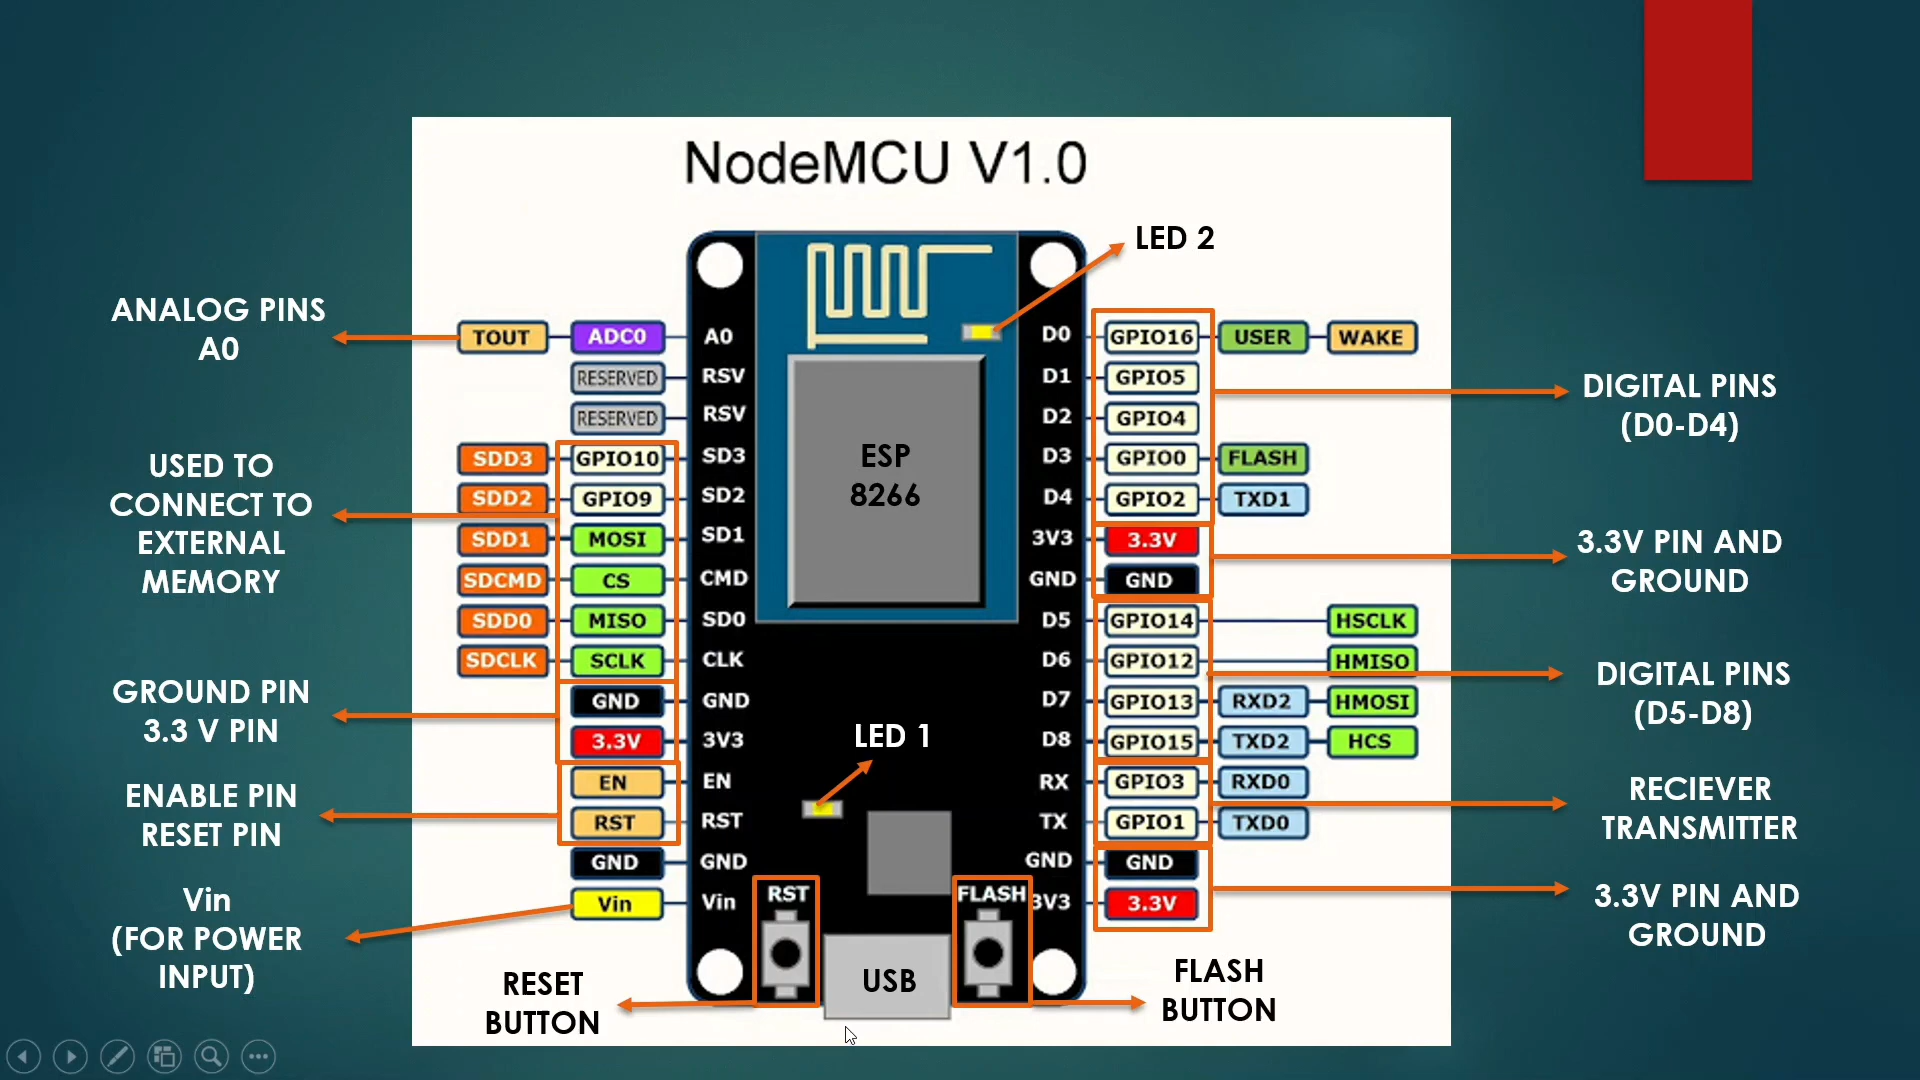 NodeMCU V1.0
LED 2
ANALOG PINS
A0
TOUT ADC0 A0 D0 GPIO16 USER WAKE
RESERVED RSV D1 GPIO5
RESERVED RSV D2 GPIO4
DIGITAL PINS
(D0-D4)
USED TO
CONNECT TO
EXTERNAL
MEMORY
SDD3 GPIO10 SD3 D3 GPIO0 FLASH
SDD2 GPIO9 SD2 D4 GPIO2 TXD1
SDD1 MOSI SD1 3V3 3.3V
SDCMD CS CMD GND GND
SDD0 MISO SD0 D5 GPIO14 HSCLK
SDCLK SCLK CLK D6 GPIO12 HMISO
ESP
8266
3.3V PIN AND
GROUND
GROUND PIN
3.3 V PIN
GND GND D7 GPIO13 RXD2 HMOSI
3.3V 3V3 D8 GPIO15 TXD2 HCS
DIGITAL PINS
(D5-D8)
LED 1
ENABLE PIN
RESET PIN
EN EN RX GPIO3 RXD0
RST RST TX GPIO1 TXD0
RECIEVER
TRANSMITTER
GND GND GND GND
Vin Vin RST FLASH 3V3 3.3V
Vin
(FOR POWER
INPUT)
3.3V PIN AND
GROUND
RESET
BUTTON
USB
FLASH
BUTTON